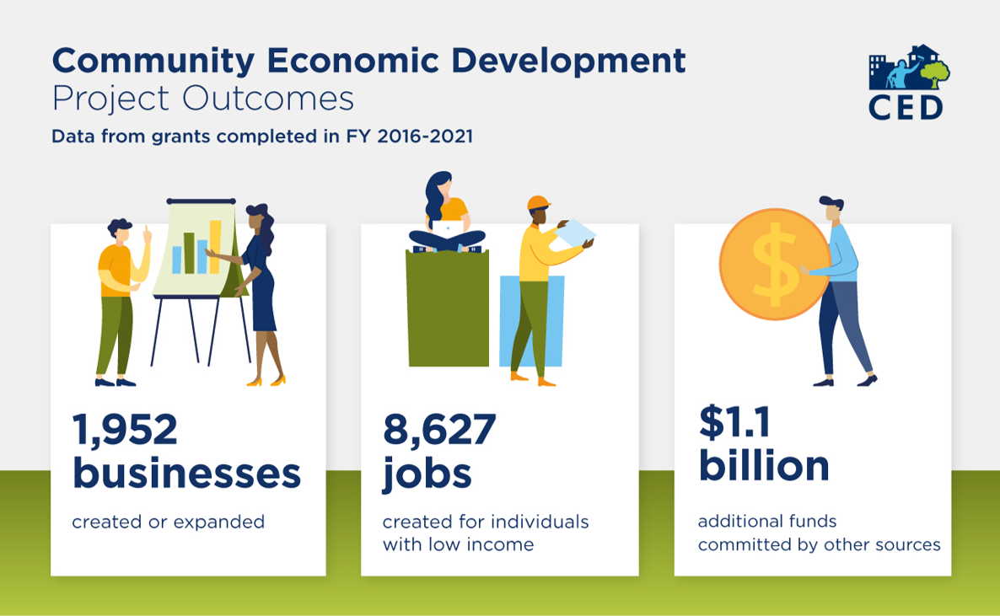 Community Economic Development
Project Outcomes
Data from grants completed in FY 2016-2021
CED
$
1,952
businesses
created or expanded
8,627
jobs
created for individuals
with low income
$1.1
billion
additional funds
committed by other sources